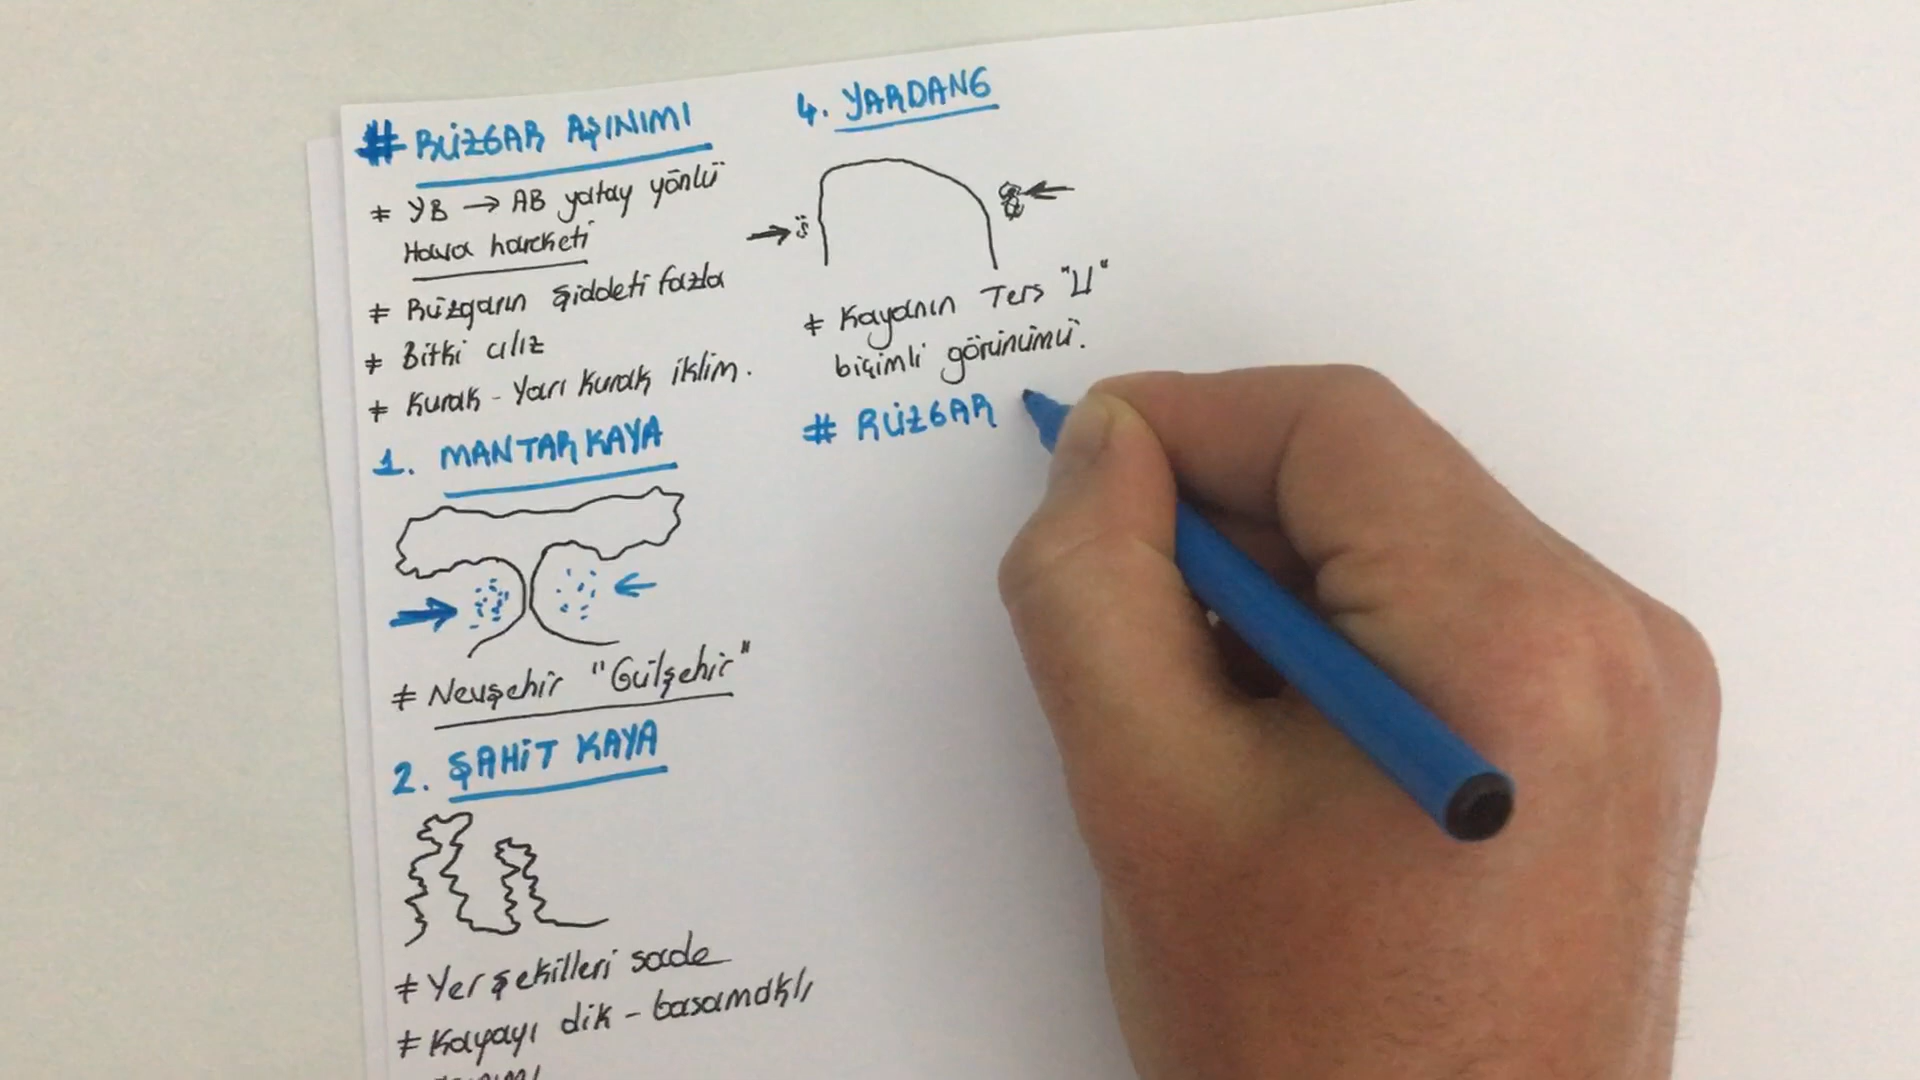 # RÜZGAR AŞINIMI
* YB → AB yatay yönlü
Hava hareketi
* Rüzgarın şiddeti fazla
* Bitki cılız
* Kurak - Yarı kurak iklim.
1. MANTAR KAYA
* Nevşehir "Gülşehir"
2. ŞAHİT KAYA
* Yer şekilleri sade
* Kayayı dik - basamaklı
4. YARDANG
* Kayanın Ters "U"
biçimli görünümü.
# RÜZGAR